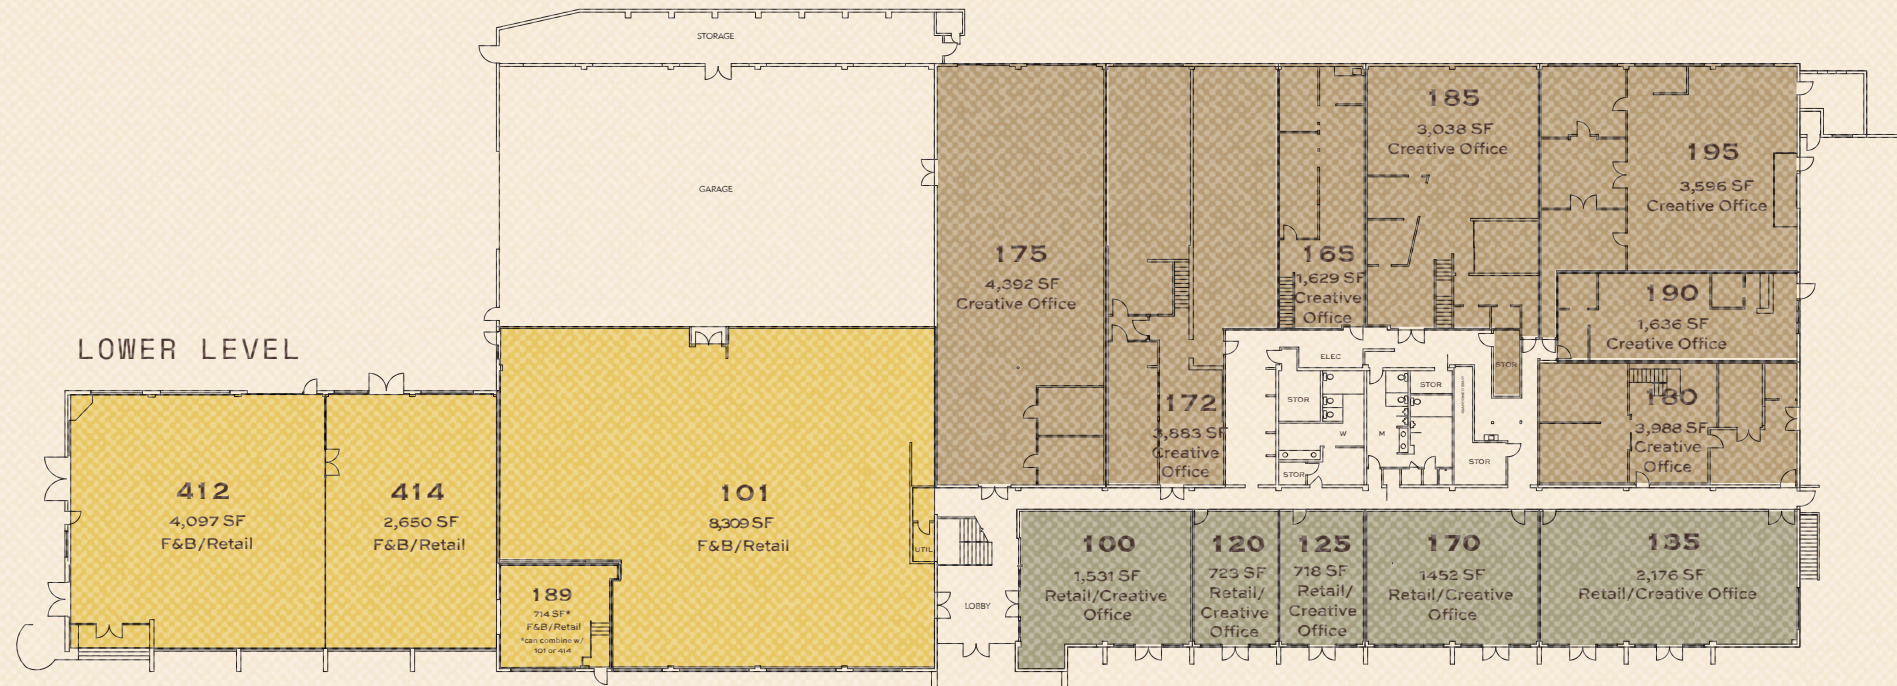 STORAGE
GARAGE
LOWER LEVEL
412
4,097 SF
F&B/Retail
414
2,650 SF
F&B/Retail
101
8,309 SF
F&B/Retail
UTIL
189
714 SF*
F&B/Retail
*can combine w/
101 or 414
LOBBY
175
4,392 SF
Creative Office
172
3,883 SF
Creative
Office
165
1,629 SF
Creative
Office
185
3,038 SF
Creative Office
195
3,596 SF
Creative Office
190
1,636 SF
Creative Office
180
3,988 SF
Creative
Office
ELEC
STOR
STOR
STOR
W
M
STOR
STOR
100
1,531 SF
Retail/Creative
Office
120
723 SF
Retail/
Creative
Office
125
718 SF
Retail/
Creative
Office
170
1452 SF
Retail/Creative
Office
135
2,176 SF
Retail/Creative Office